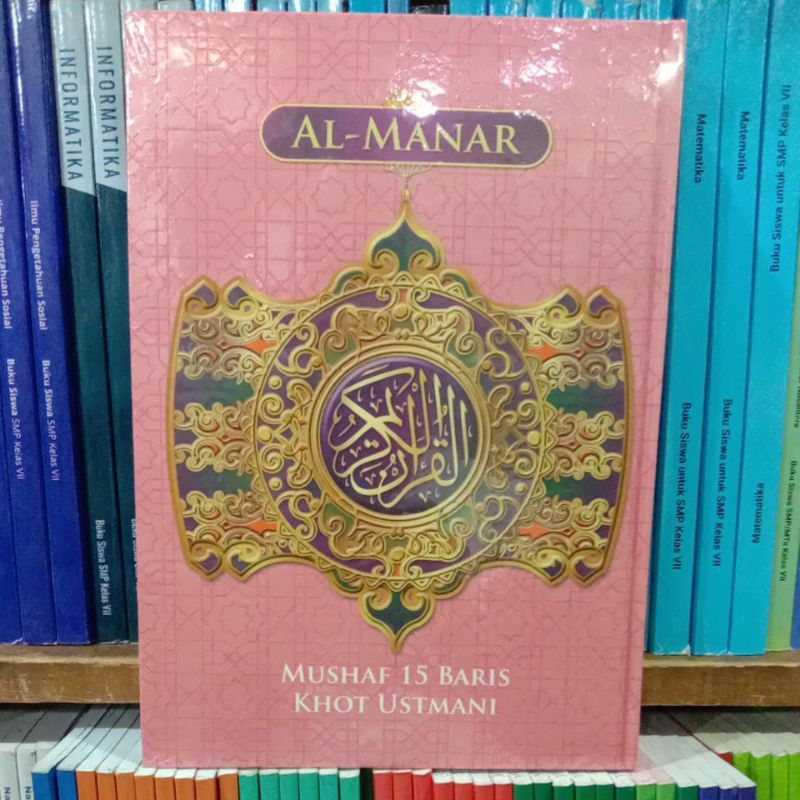 AL-MANAR
القرآن الكريم
MUSHAF 15 BARIS
KHOT USTMANI
Ilmu Pengetahuan Sosial
Buku Siswa SMP Kelas VII
Ilmu Pengetahuan Sosial
Buku Siswa SMP Kelas VII
INFORMATIKA
INFORMATIKA
Buku Siswa SMP Kelas VII
Matematika
Buku Siswa untuk SMP Kelas VII
Matematika
Buku Siswa untuk SMP Kelas VII
Buku Siswa untuk SMP Kelas VII
Matematika
Buku Siswa SMP/MTs Kelas VII